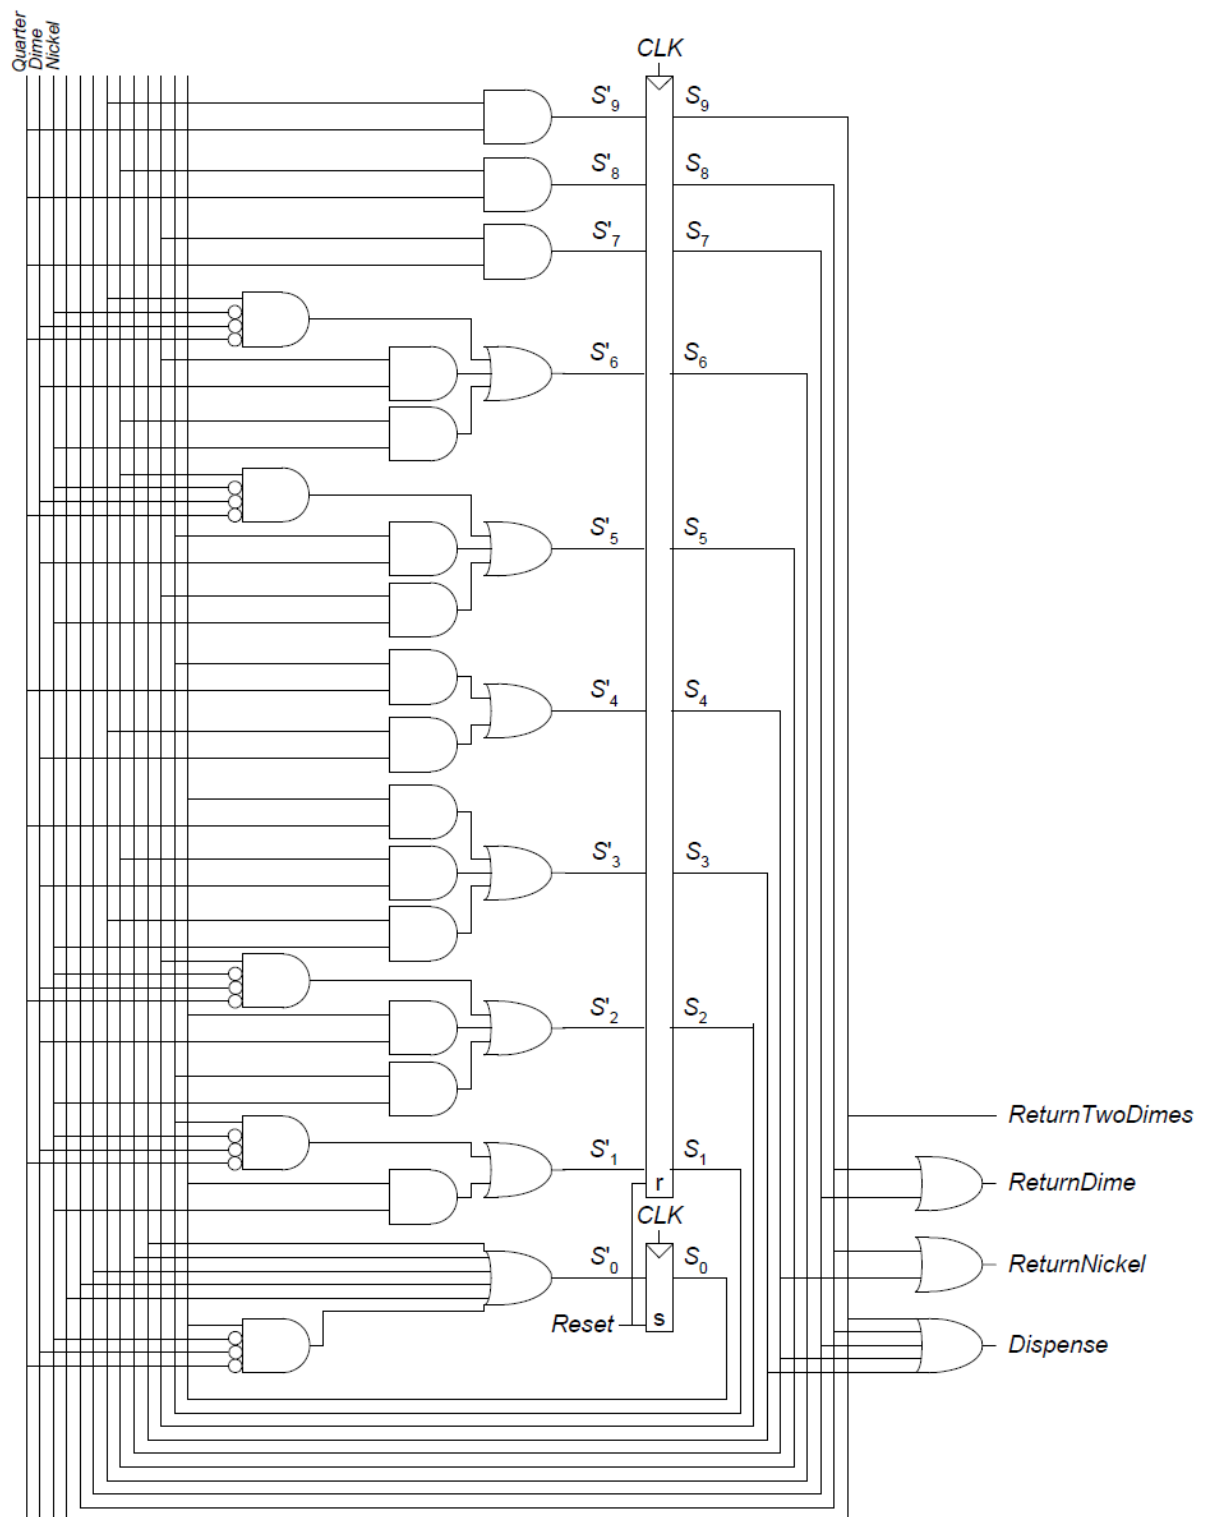 Quarter
Dime
Nickel
CLK
S'9 S9
S'8 S8
S'7 S7
S'6 S6
S'5 S5
S'4 S4
S'3 S3
S'2 S2
ReturnTwoDimes
S'1 S1
r
ReturnDime
CLK
S'0 S0
ReturnNickel
Reset
s
Dispense